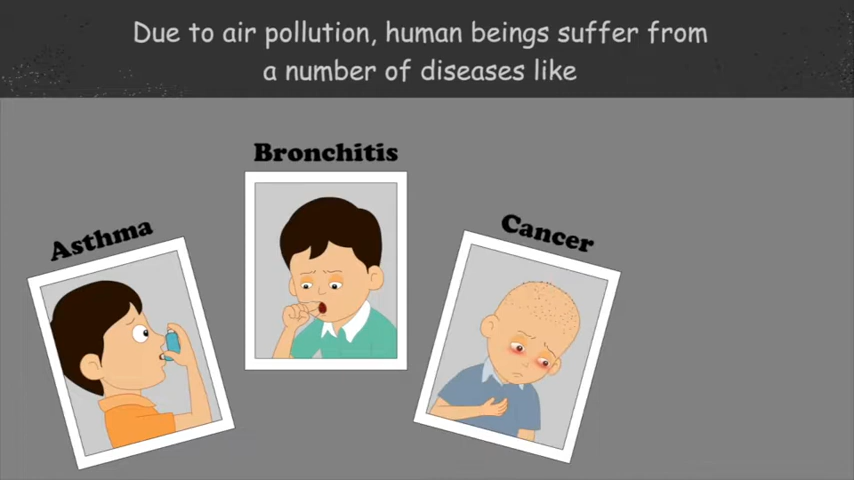 Due to air pollution, human beings suffer from
a number of diseases like
Bronchitis
Asthma
Cancer